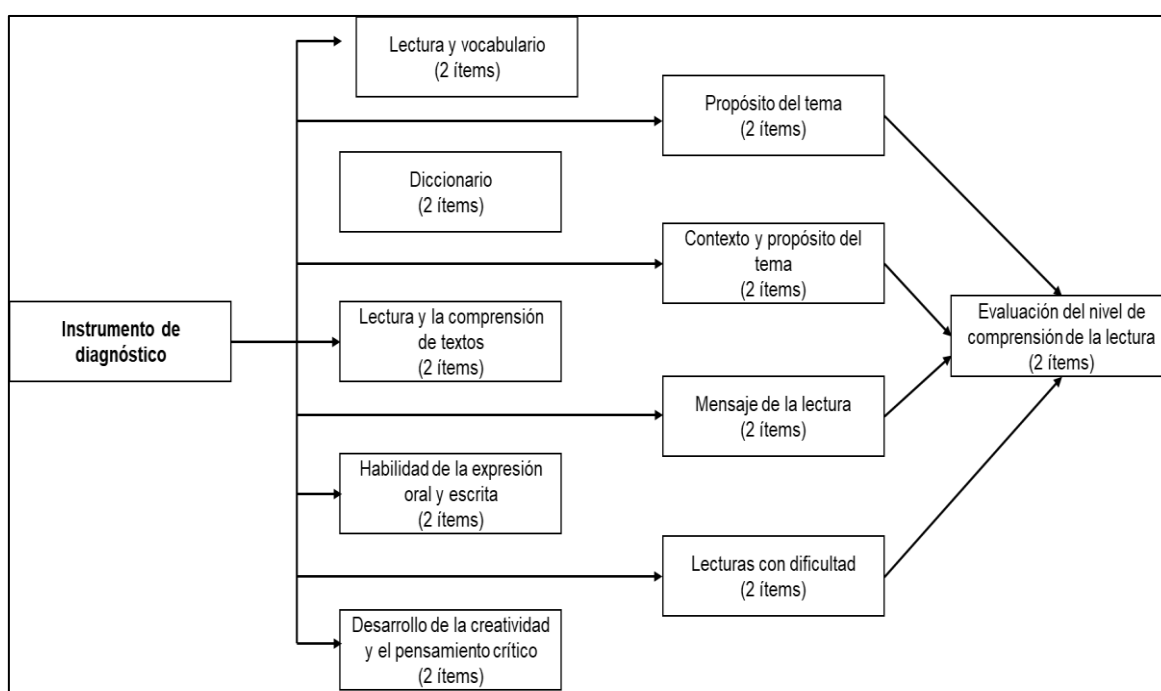 Lectura y vocabulario
(2 ítems)
Propósito del tema
(2 ítems)
Diccionario
(2 ítems)
Contexto y propósito del
tema
(2 ítems)
Instrumento de
diagnóstico
Lectura y la comprensión
de textos
(2 ítems)
Evaluación del nivel de
comprensión de la lectura
(2 ítems)
Mensaje de la lectura
(2 ítems)
Habilidad de la expresión
oral y escrita
(2 ítems)
Lecturas con dificultad
(2 ítems)
Desarrollo de la creatividad
y el pensamiento crítico
(2 ítems)